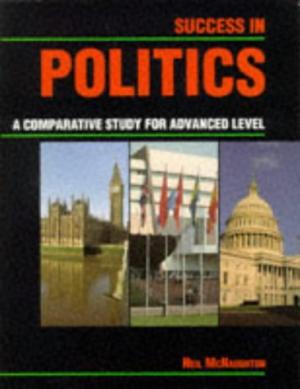 SUCCESS IN
POLITICS
A COMPARATIVE STUDY FOR ADVANCED LEVEL
NEIL MCNAUGHTON